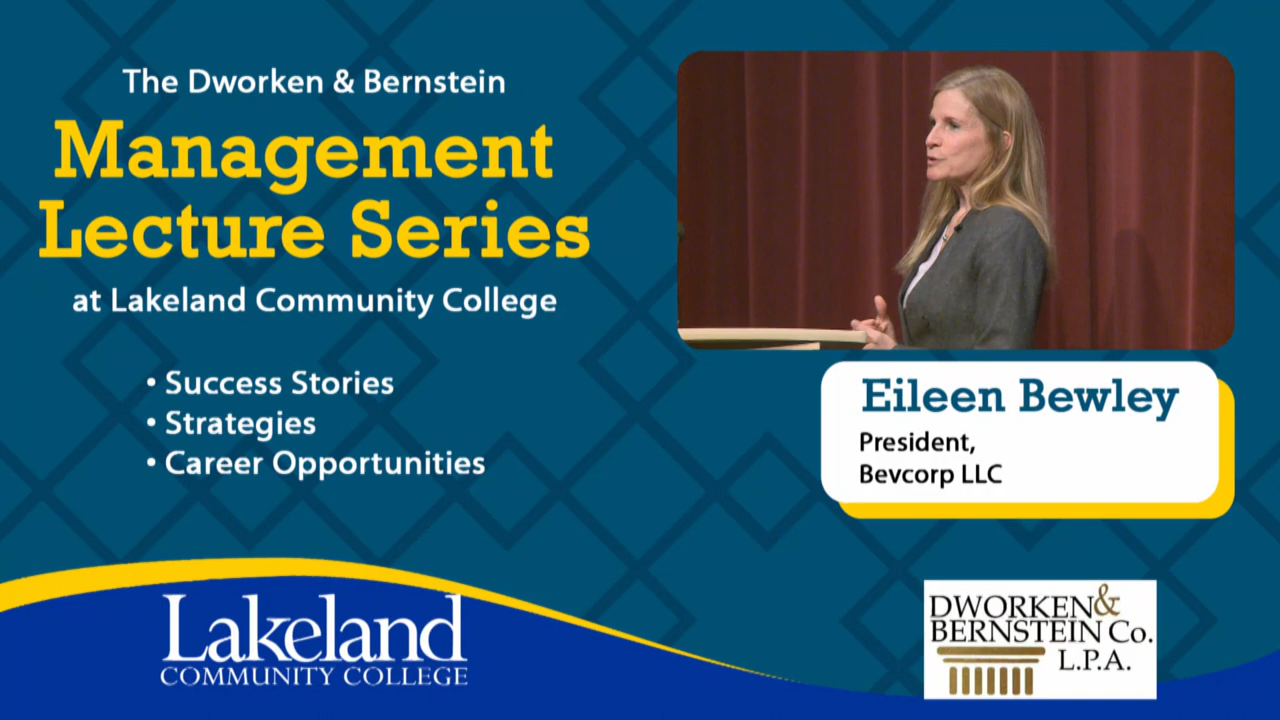 The Dworken & Bernstein
Management
Lecture Series
at Lakeland Community College
• Success Stories
• Strategies
• Career Opportunities
Eileen Bewley
President,
Bevcorp LLC
Lakeland
COMMUNITY COLLEGE
DWORKEN &
BERNSTEIN Co.
L.P.A.